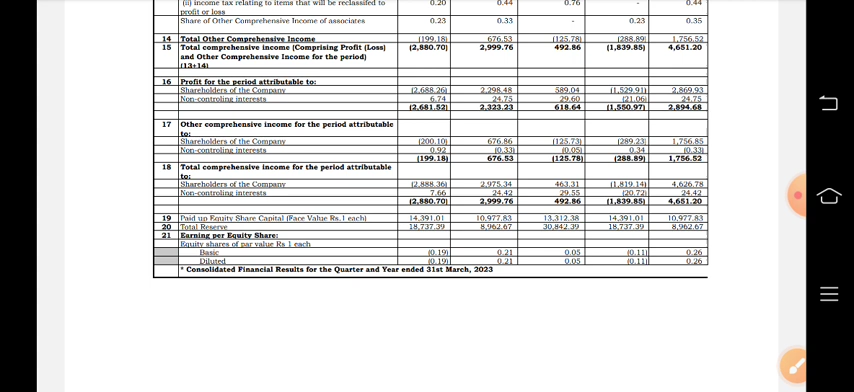 (ii) income tax relating to items that will be reclassifed to 0.20 0.44 0.76 - 0.44
profit or loss
Share of Other Comprehensive Income of associates 0.23 0.33 - 0.23 0.35
14 Total Other Comprehensive Income (199.18) 676.53 (125.78) (288.89) 1,756.52
15 Total comprehensive income [Comprising Profit (Loss) (2,880.70) 2,999.76 492.86 (1,839.85) 4,651.20
and Other Comprehensive Income for the period)
(13+14)
16 Profit for the period attributable to:
Shareholders of the Company (2,688.26) 2,298.48 589.04 (1,529.91) 2,869.93
Non-controling interests 6.74 24.75 29.60 (21.06) 24.75
(2,681.52) 2,323.23 618.64 (1,550.97) 2,894.68
17 Other comprehensive income for the period attributable
to:
Shareholders of the Company (200.10) 676.86 (125.73) (289.23) 1,756.85
Non-controling interests 0.92 (0.33) (0.05) 0.34 (0.33)
(199.18) 676.53 (125.78) (288.89) 1,756.52
18 Total comprehensive income for the period attributable
to:
Shareholders of the Company (2,888.36) 2,975.34 463.31 (1,819.14) 4,626.78
Non-controling interests 7.66 24.42 29.55 (20.72) 24.42
(2,880.70) 2,999.76 492.86 (1,839.85) 4,651.20
19 Paid up Equity Share Capital (Face Value Rs.1 each) 14,391.01 10,977.83 13,312.38 14,391.01 10,977.83
20 Total Reserve 18,737.39 8,962.67 30,842.39 18,737.39 8,962.67
21 Earning per Equity Share:
Equity shares of par value Rs 1 each
Basic (0.19) 0.21 0.05 (0.11) 0.26
Diluted (0.19) 0.21 0.05 (0.11) 0.26
* Consolidated Financial Results for the Quarter and Year ended 31st March, 2023